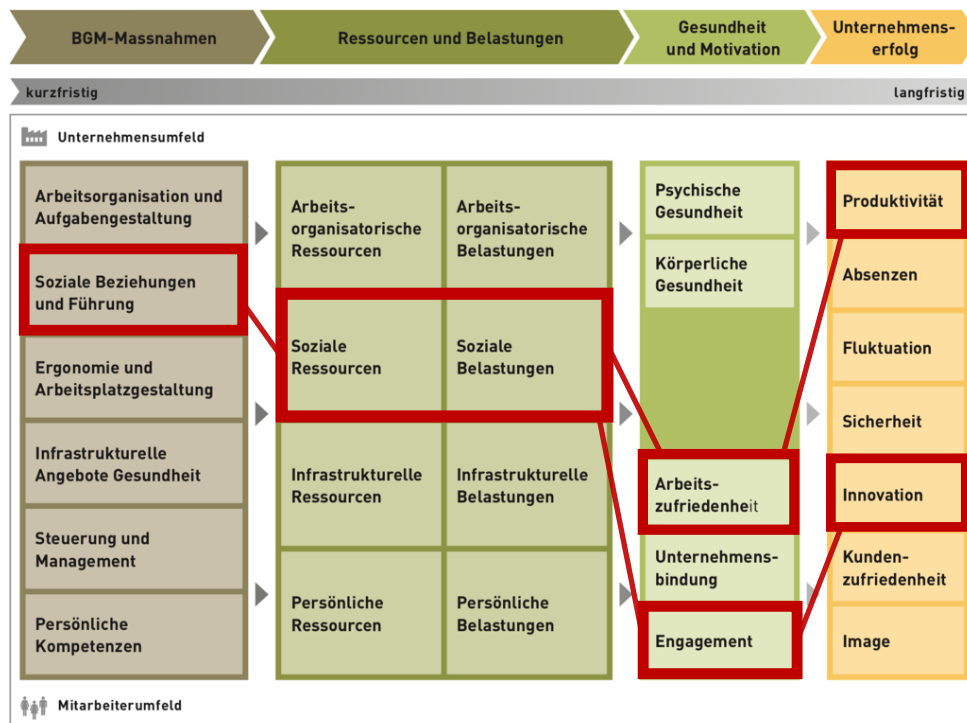 BGM-Massnahmen
Ressourcen und Belastungen
Gesundheit
und Motivation
Unternehmens-
erfolg
kurzfristig
langfristig
Unternehmensumfeld
Arbeitsorganisation und
Aufgabengestaltung
Soziale Beziehungen
und Führung
Ergonomie und
Arbeitsplatzgestaltung
Infrastrukturelle
Angebote Gesundheit
Steuerung und
Management
Persönliche
Kompetenzen
Arbeits-
organisatorische
Ressourcen
Arbeits-
organisatorische
Belastungen
Soziale
Ressourcen
Soziale
Belastungen
Infrastrukturelle
Ressourcen
Infrastrukturelle
Belastungen
Persönliche
Ressourcen
Persönliche
Belastungen
Psychische
Gesundheit
Körperliche
Gesundheit
Arbeits-
zufriedenheit
Unternehmens-
bindung
Engagement
Produktivität
Absenzen
Fluktuation
Sicherheit
Innovation
Kunden-
zufriedenheit
Image
Mitarbeiterumfeld